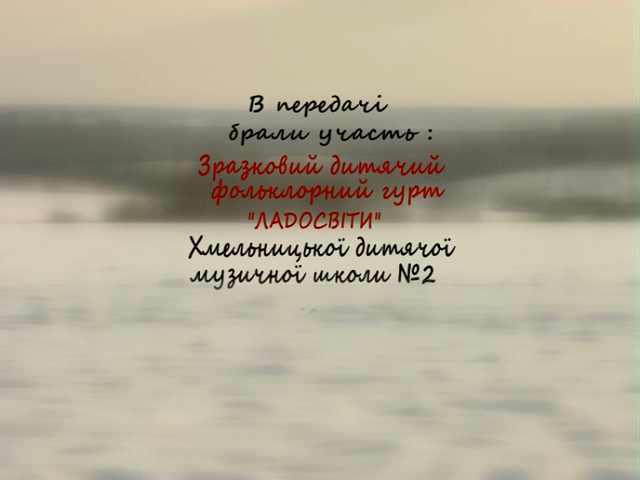 В передачі
брали участь :
Зразковий дитячий
фольклорний гурт
"ЛАДОСВІТИ"
Хмельницької дитячої
музичної школи №2